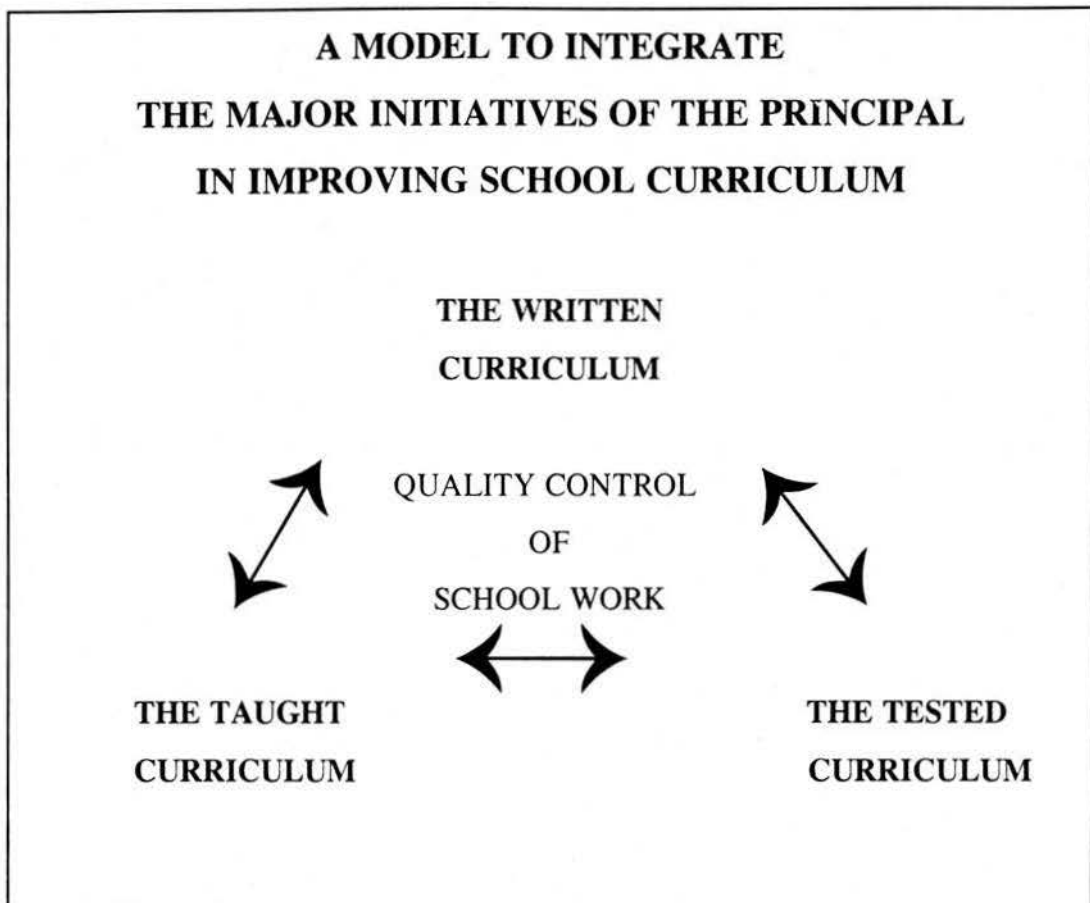 A MODEL TO INTEGRATE
THE MAJOR INITIATIVES OF THE PRINCIPAL
IN IMPROVING SCHOOL CURRICULUM
THE WRITTEN
CURRICULUM
QUALITY CONTROL
OF
SCHOOL WORK
THE TAUGHT
CURRICULUM
THE TESTED
CURRICULUM